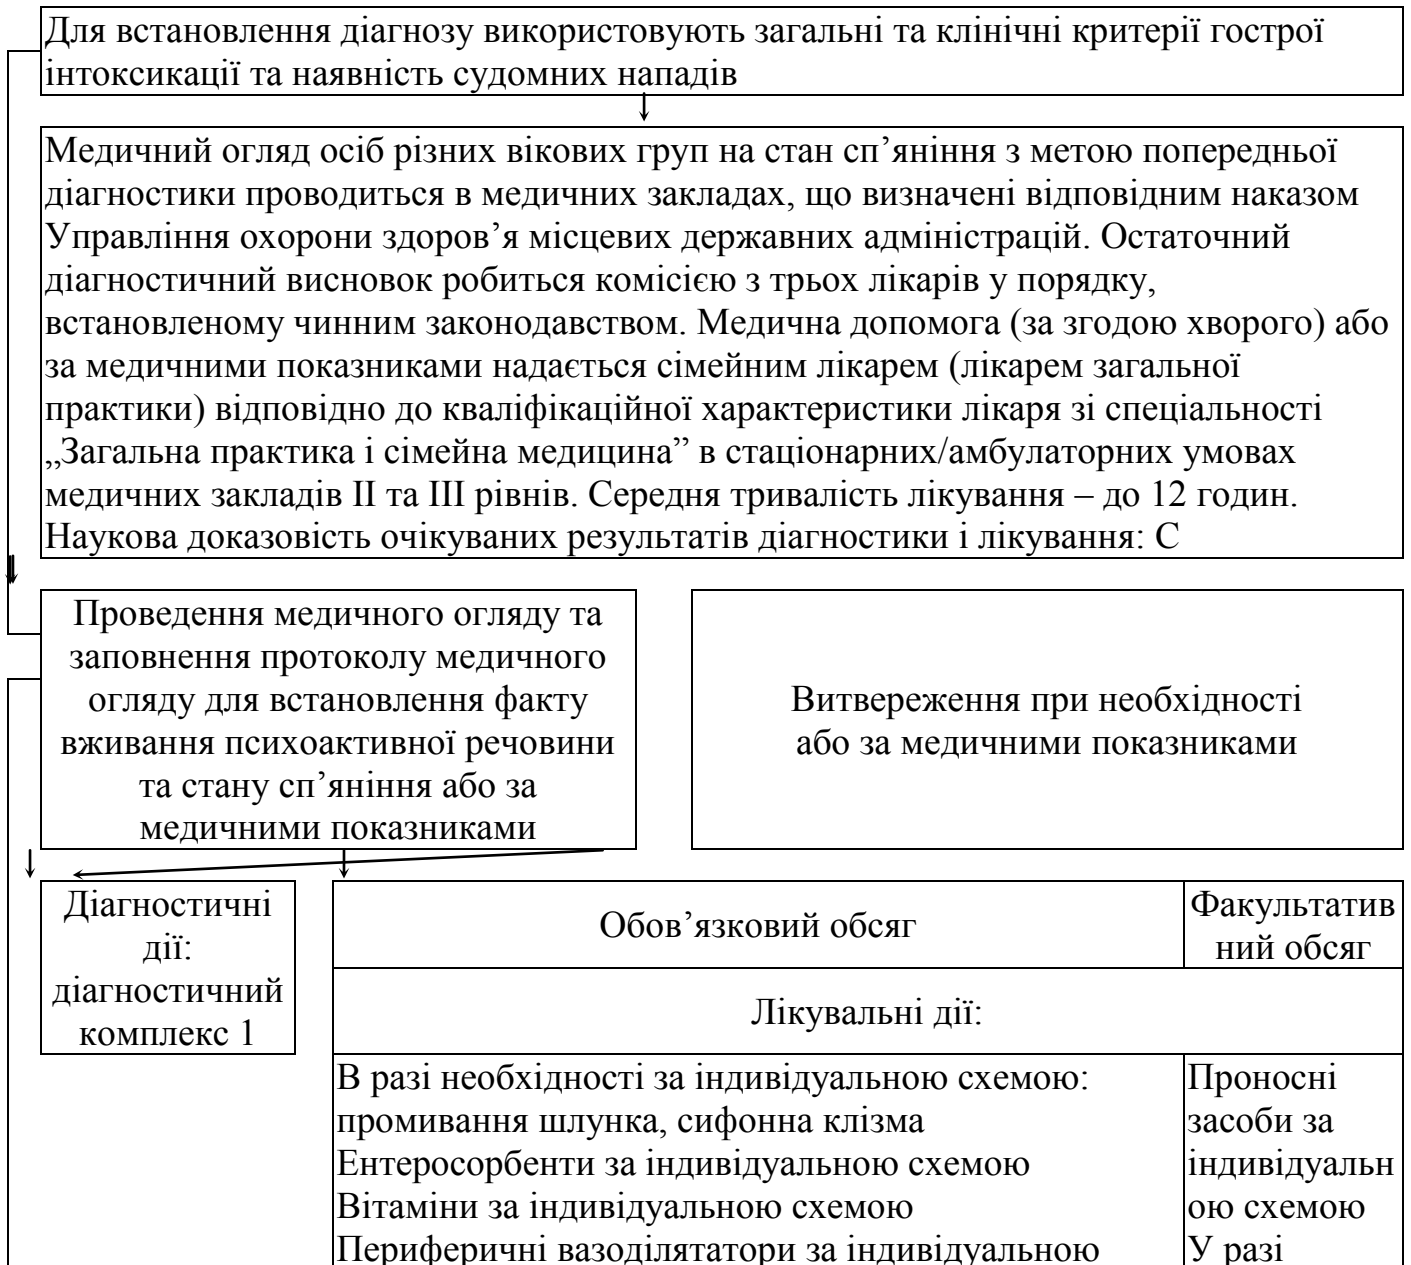 Для встановлення діагнозу використовують загальні та клінічні критерії гострої
інтоксикації та наявність судомних нападів
Медичний огляд осіб різних вікових груп на стан сп’яніння з метою попередньої
діагностики проводиться в медичних закладах, що визначені відповідним наказом
Управління охорони здоров’я місцевих державних адміністрацій. Остаточний
діагностичний висновок робиться комісією з трьох лікарів у порядку,
встановленому чинним законодавством. Медична допомога (за згодою хворого) або
за медичними показниками надається сімейним лікарем (лікарем загальної
практики) відповідно до кваліфікаційної характеристики лікаря зі спеціальності
„Загальна практика і сімейна медицина” в стаціонарних/амбулаторних умовах
медичних закладів ІІ та ІІІ рівнів. Середня тривалість лікування – до 12 годин.
Наукова доказовість очікуваних результатів діагностики і лікування: С
Проведення медичного огляду та
заповнення протоколу медичного
огляду для встановлення факту
вживання психоактивної речовини
та стану сп’яніння або за
медичними показниками
Витвереження при необхідності
або за медичними показниками
Діагностичні
дії:
діагностичний
комплекс 1
Обов’язковий обсяг
Факультатив
ний обсяг
Лікувальні дії:
В разі необхідності за індивідуальною схемою:
промивання шлунка, сифонна клізма
Ентеросорбенти за індивідуальною схемою
Вітаміни за індивідуальною схемою
Периферичні вазоділятатори за індивідуальною
Проносні
засоби за
індивідуальн
ою схемою
У разі